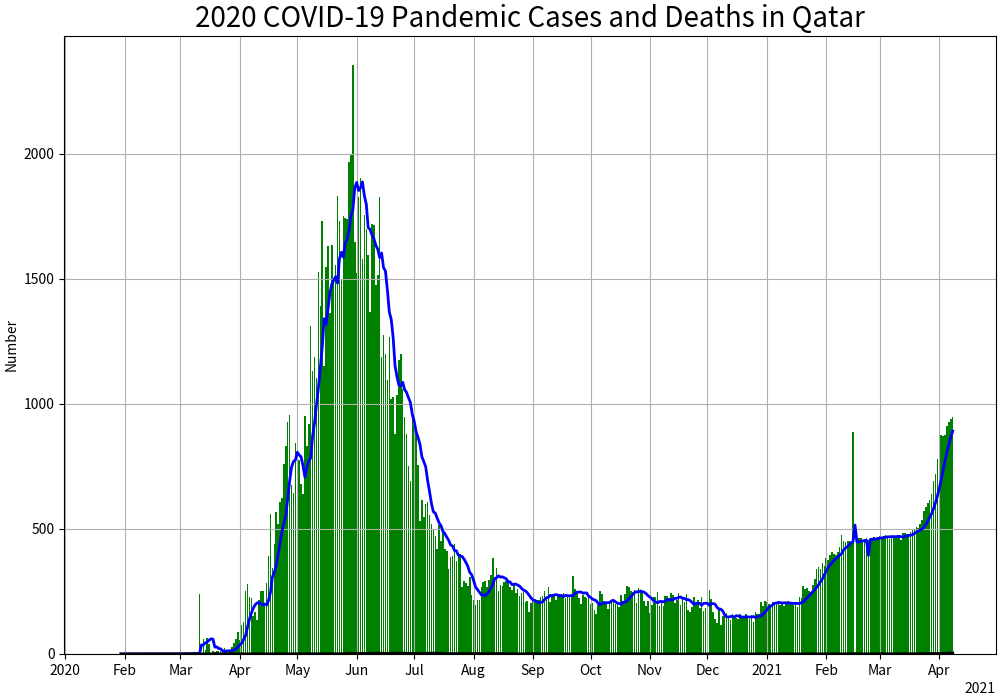 2020 COVID-19 Pandemic Cases and Deaths in Qatar
Number
2000
1500
1000
500
0
2020 Feb Mar Apr May Jun Jul Aug Sep Oct Nov Dec 2021 Feb Mar Apr
2021